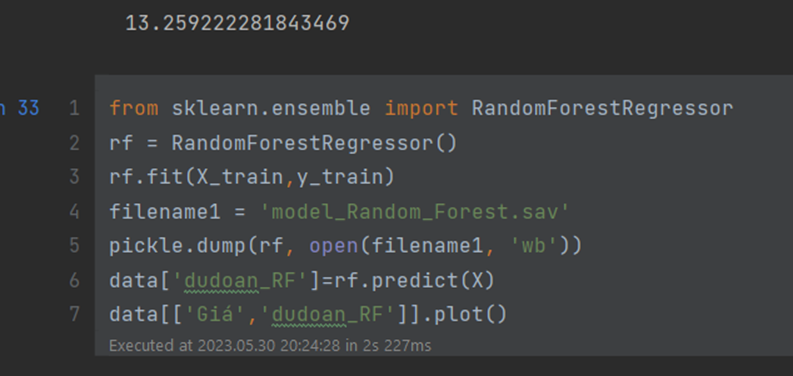 13.259222281843469
n 33
1 from sklearn.ensemble import RandomForestRegressor
2 rf = RandomForestRegressor()
3 rf.fit(X_train,y_train)
4 filename1 = 'model_Random_Forest.sav'
5 pickle.dump(rf, open(filename1, 'wb'))
6 data['dudoan_RF']=rf.predict(X)
7 data[['Giá','dudoan_RF']].plot()
Executed at 2023.05.30 20:24:28 in 2s 227ms